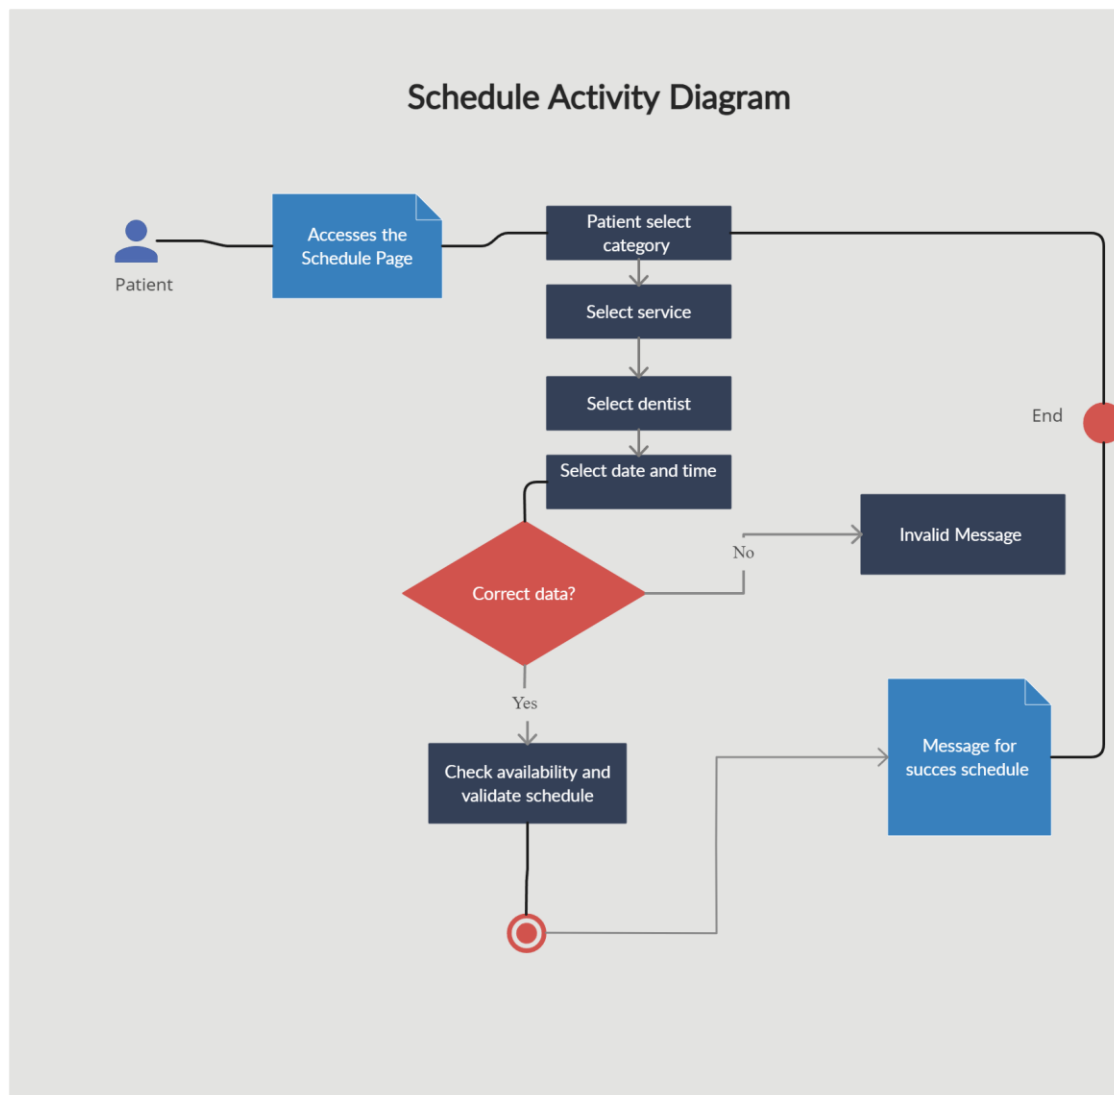 Schedule Activity Diagram
Patient
Accesses the
Schedule Page
Patient select
category
Select service
Select dentist
Select date and time
End
Invalid Message
No
Correct data?
Yes
Check availability and
validate schedule
Message for
succes schedule